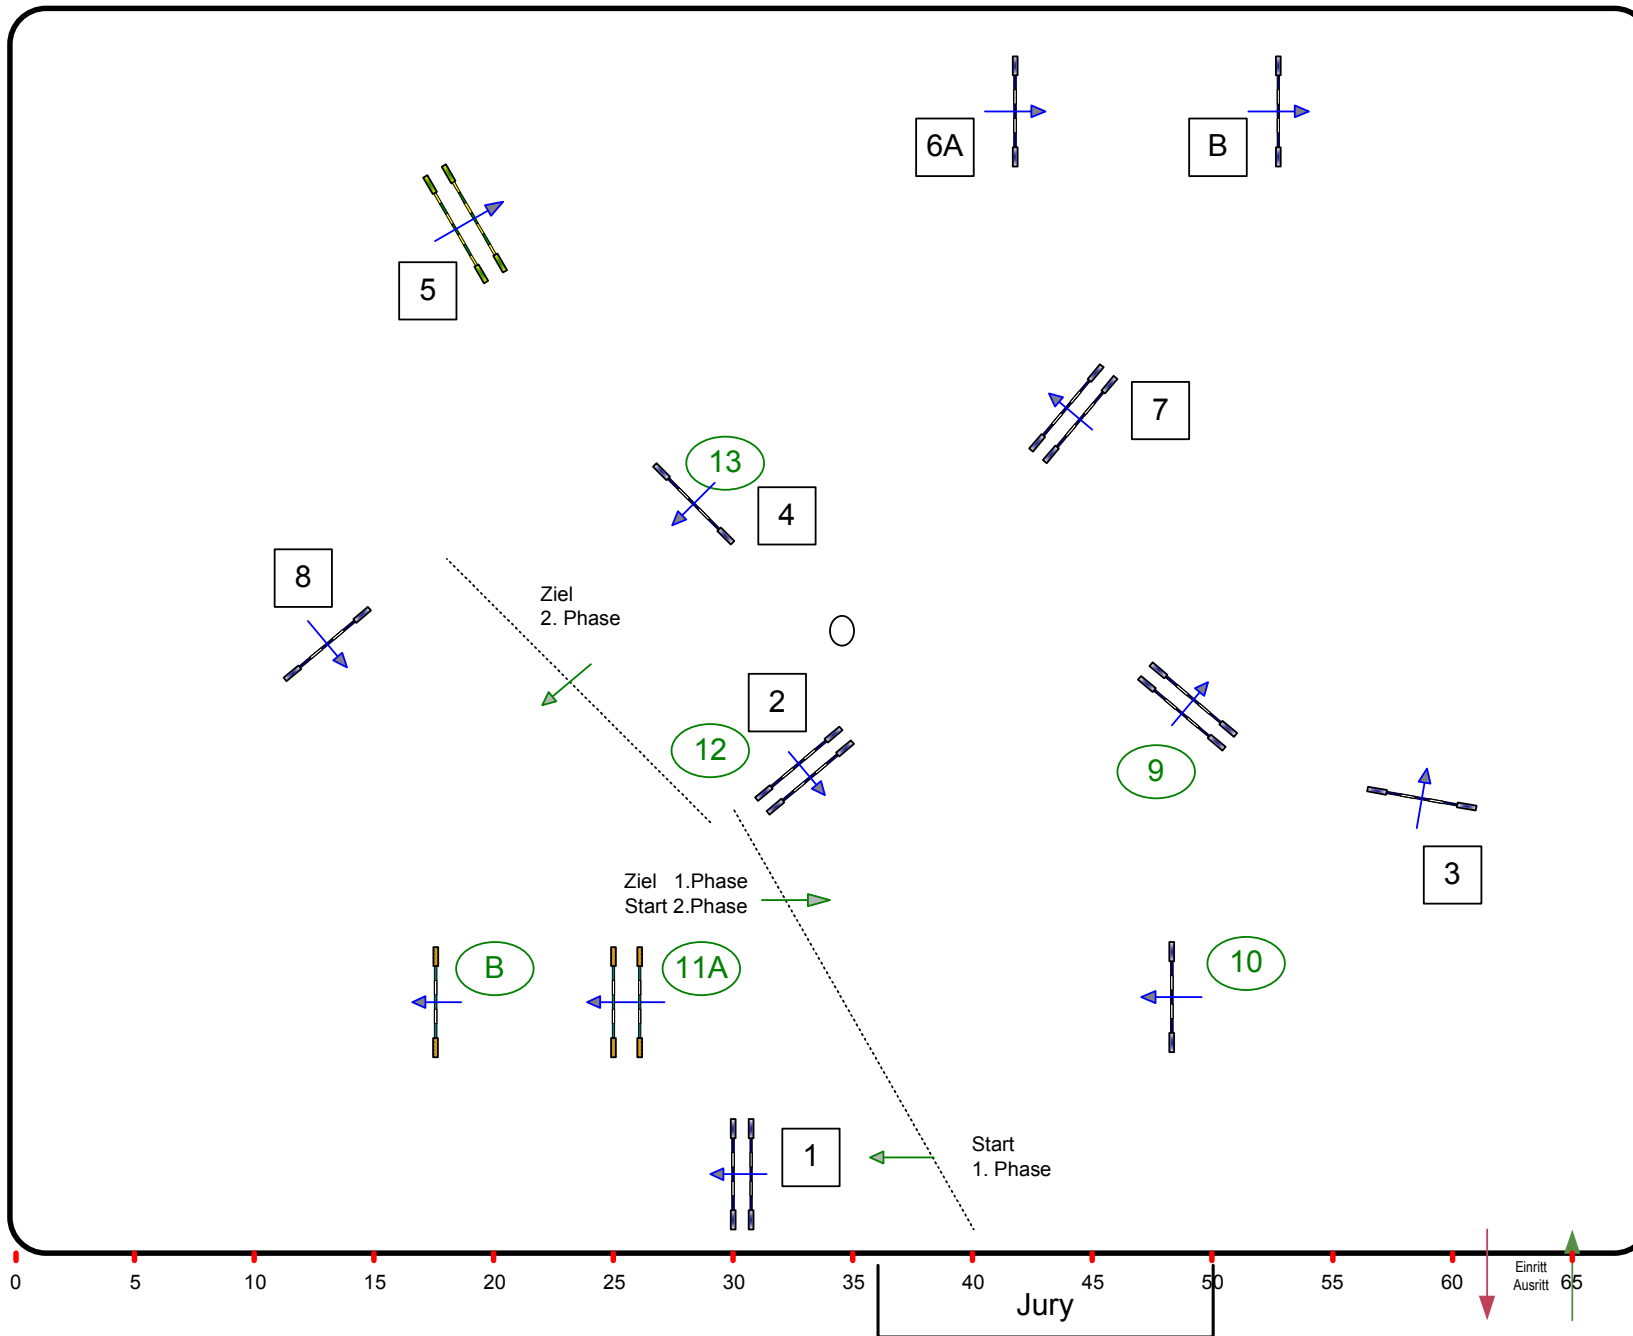 6A
B
5
7
13
4
8
Ziel
2. Phase
2
12
9
3
Ziel 1.Phase
Start 2.Phase
B
11A
10
1
Start
1. Phase
0 5 10 15 20 25 30 35 40 45 50 55 60 65
Einritt
Ausritt
Jury